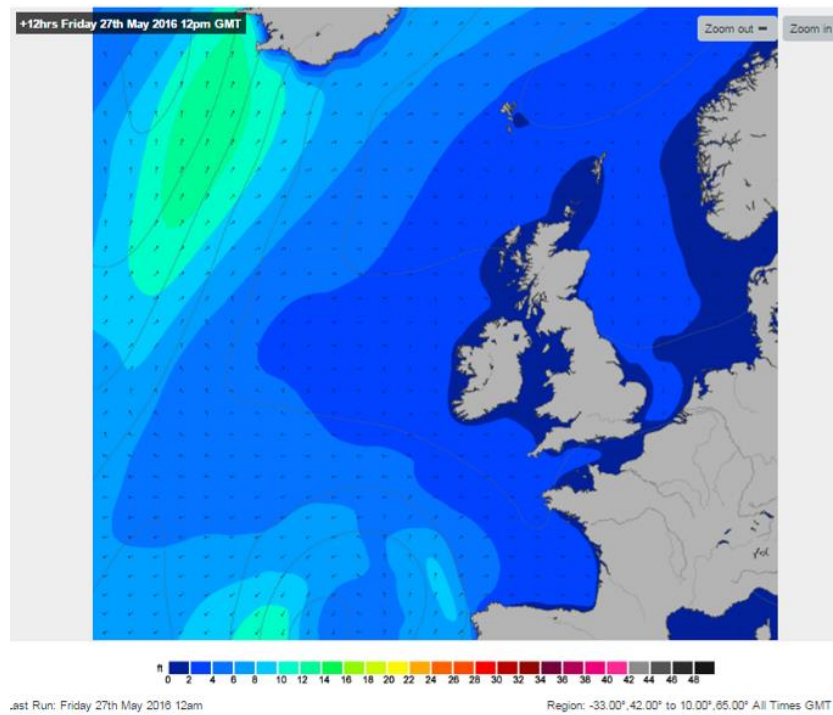 +12hrs Friday 27th May 2016 12pm GMT
Zoom out
Zoom in
ft
0 2 4 6 8 10 12 14 16 18 20 22 24 26 28 30 32 34 36 38 40 42 44 46 48
Last Run: Friday 27th May 2016 12am
Region: -33.00°,42.00° to 10.00°,65.00° All Times GMT